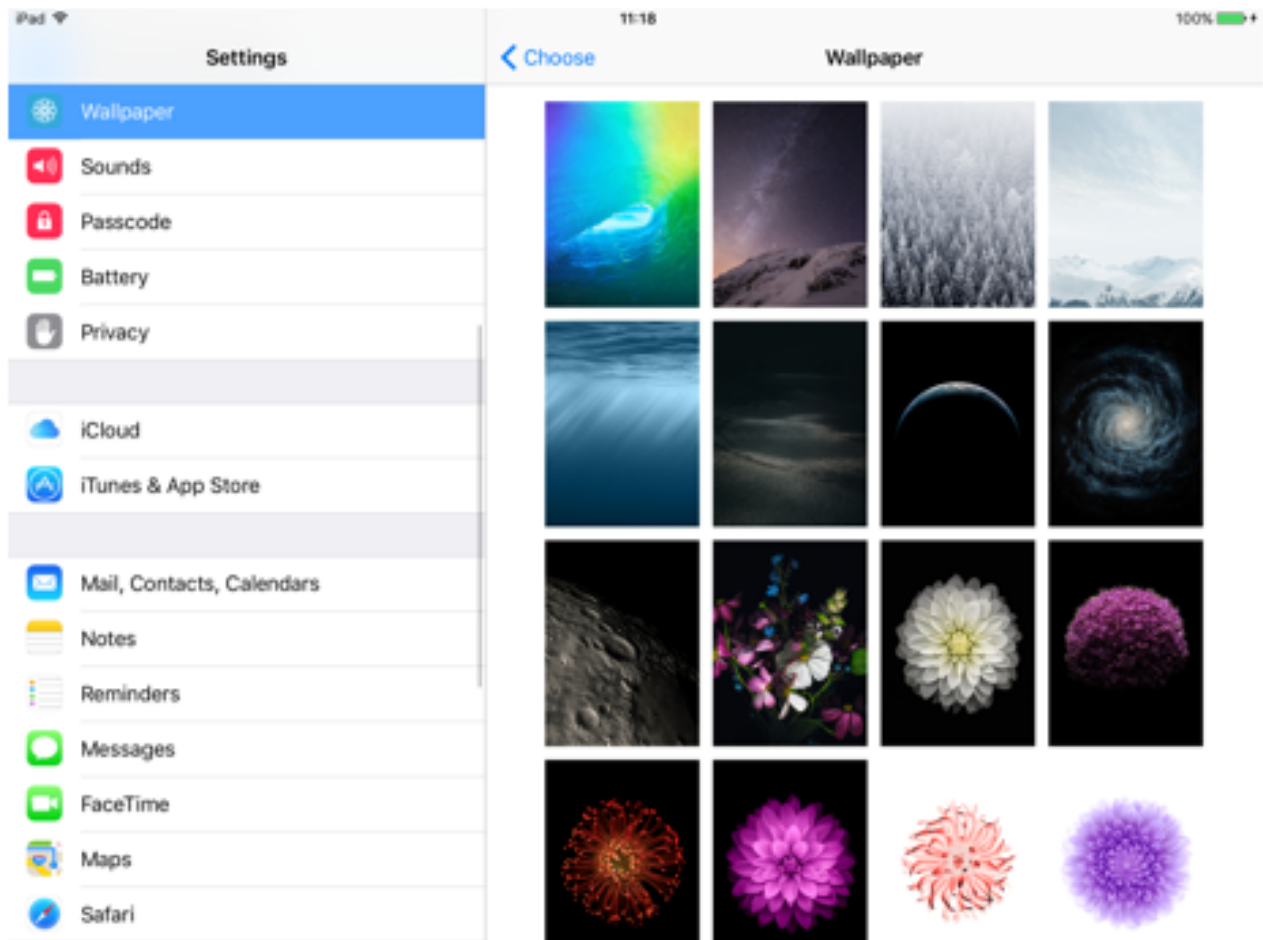 iPad
11:18
100%
Settings
Choose
Wallpaper
Wallpaper
Sounds
Passcode
Battery
Privacy
iCloud
iTunes & App Store
Mail, Contacts, Calendars
Notes
Reminders
Messages
FaceTime
Maps
Safari